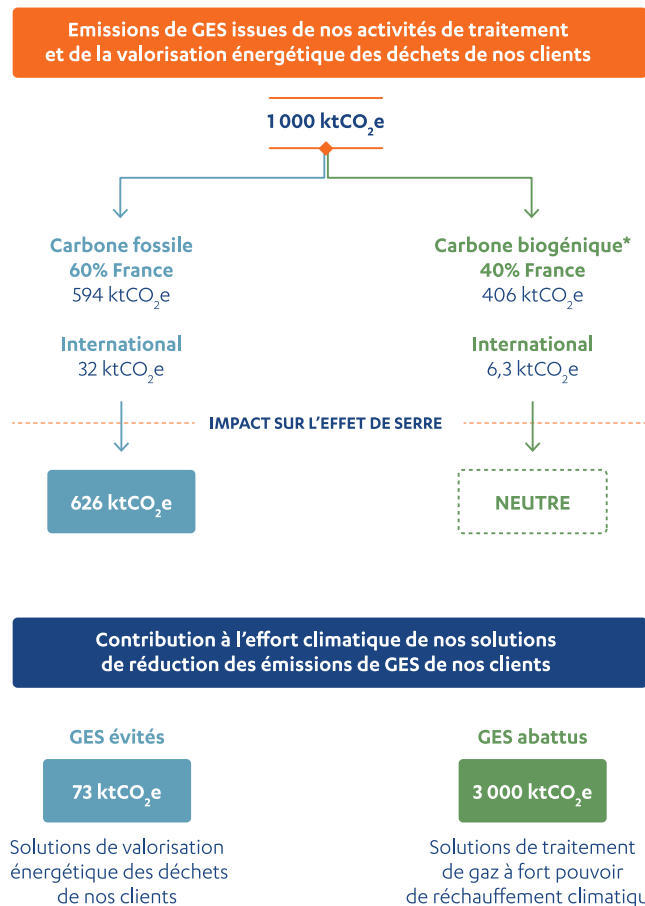 Emissions de GES issues de nos activités de traitement
et de la valorisation énergétique des déchets de nos clients
1 000 ktCO₂e
Carbone fossile
60% France
594 ktCO₂e
International
32 ktCO₂e
Carbone biogénique*
40% France
406 ktCO₂e
International
6,3 ktCO₂e
IMPACT SUR L'EFFET DE SERRE
626 ktCO₂e
NEUTRE
Contribution à l'effort climatique de nos solutions
de réduction des émissions de GES de nos clients
GES évités
73 ktCO₂e
Solutions de valorisation
énergétique des déchets
de nos clients
GES abattus
3 000 ktCO₂e
Solutions de traitement
de gaz à fort pouvoir
de réchauffement climatiqu